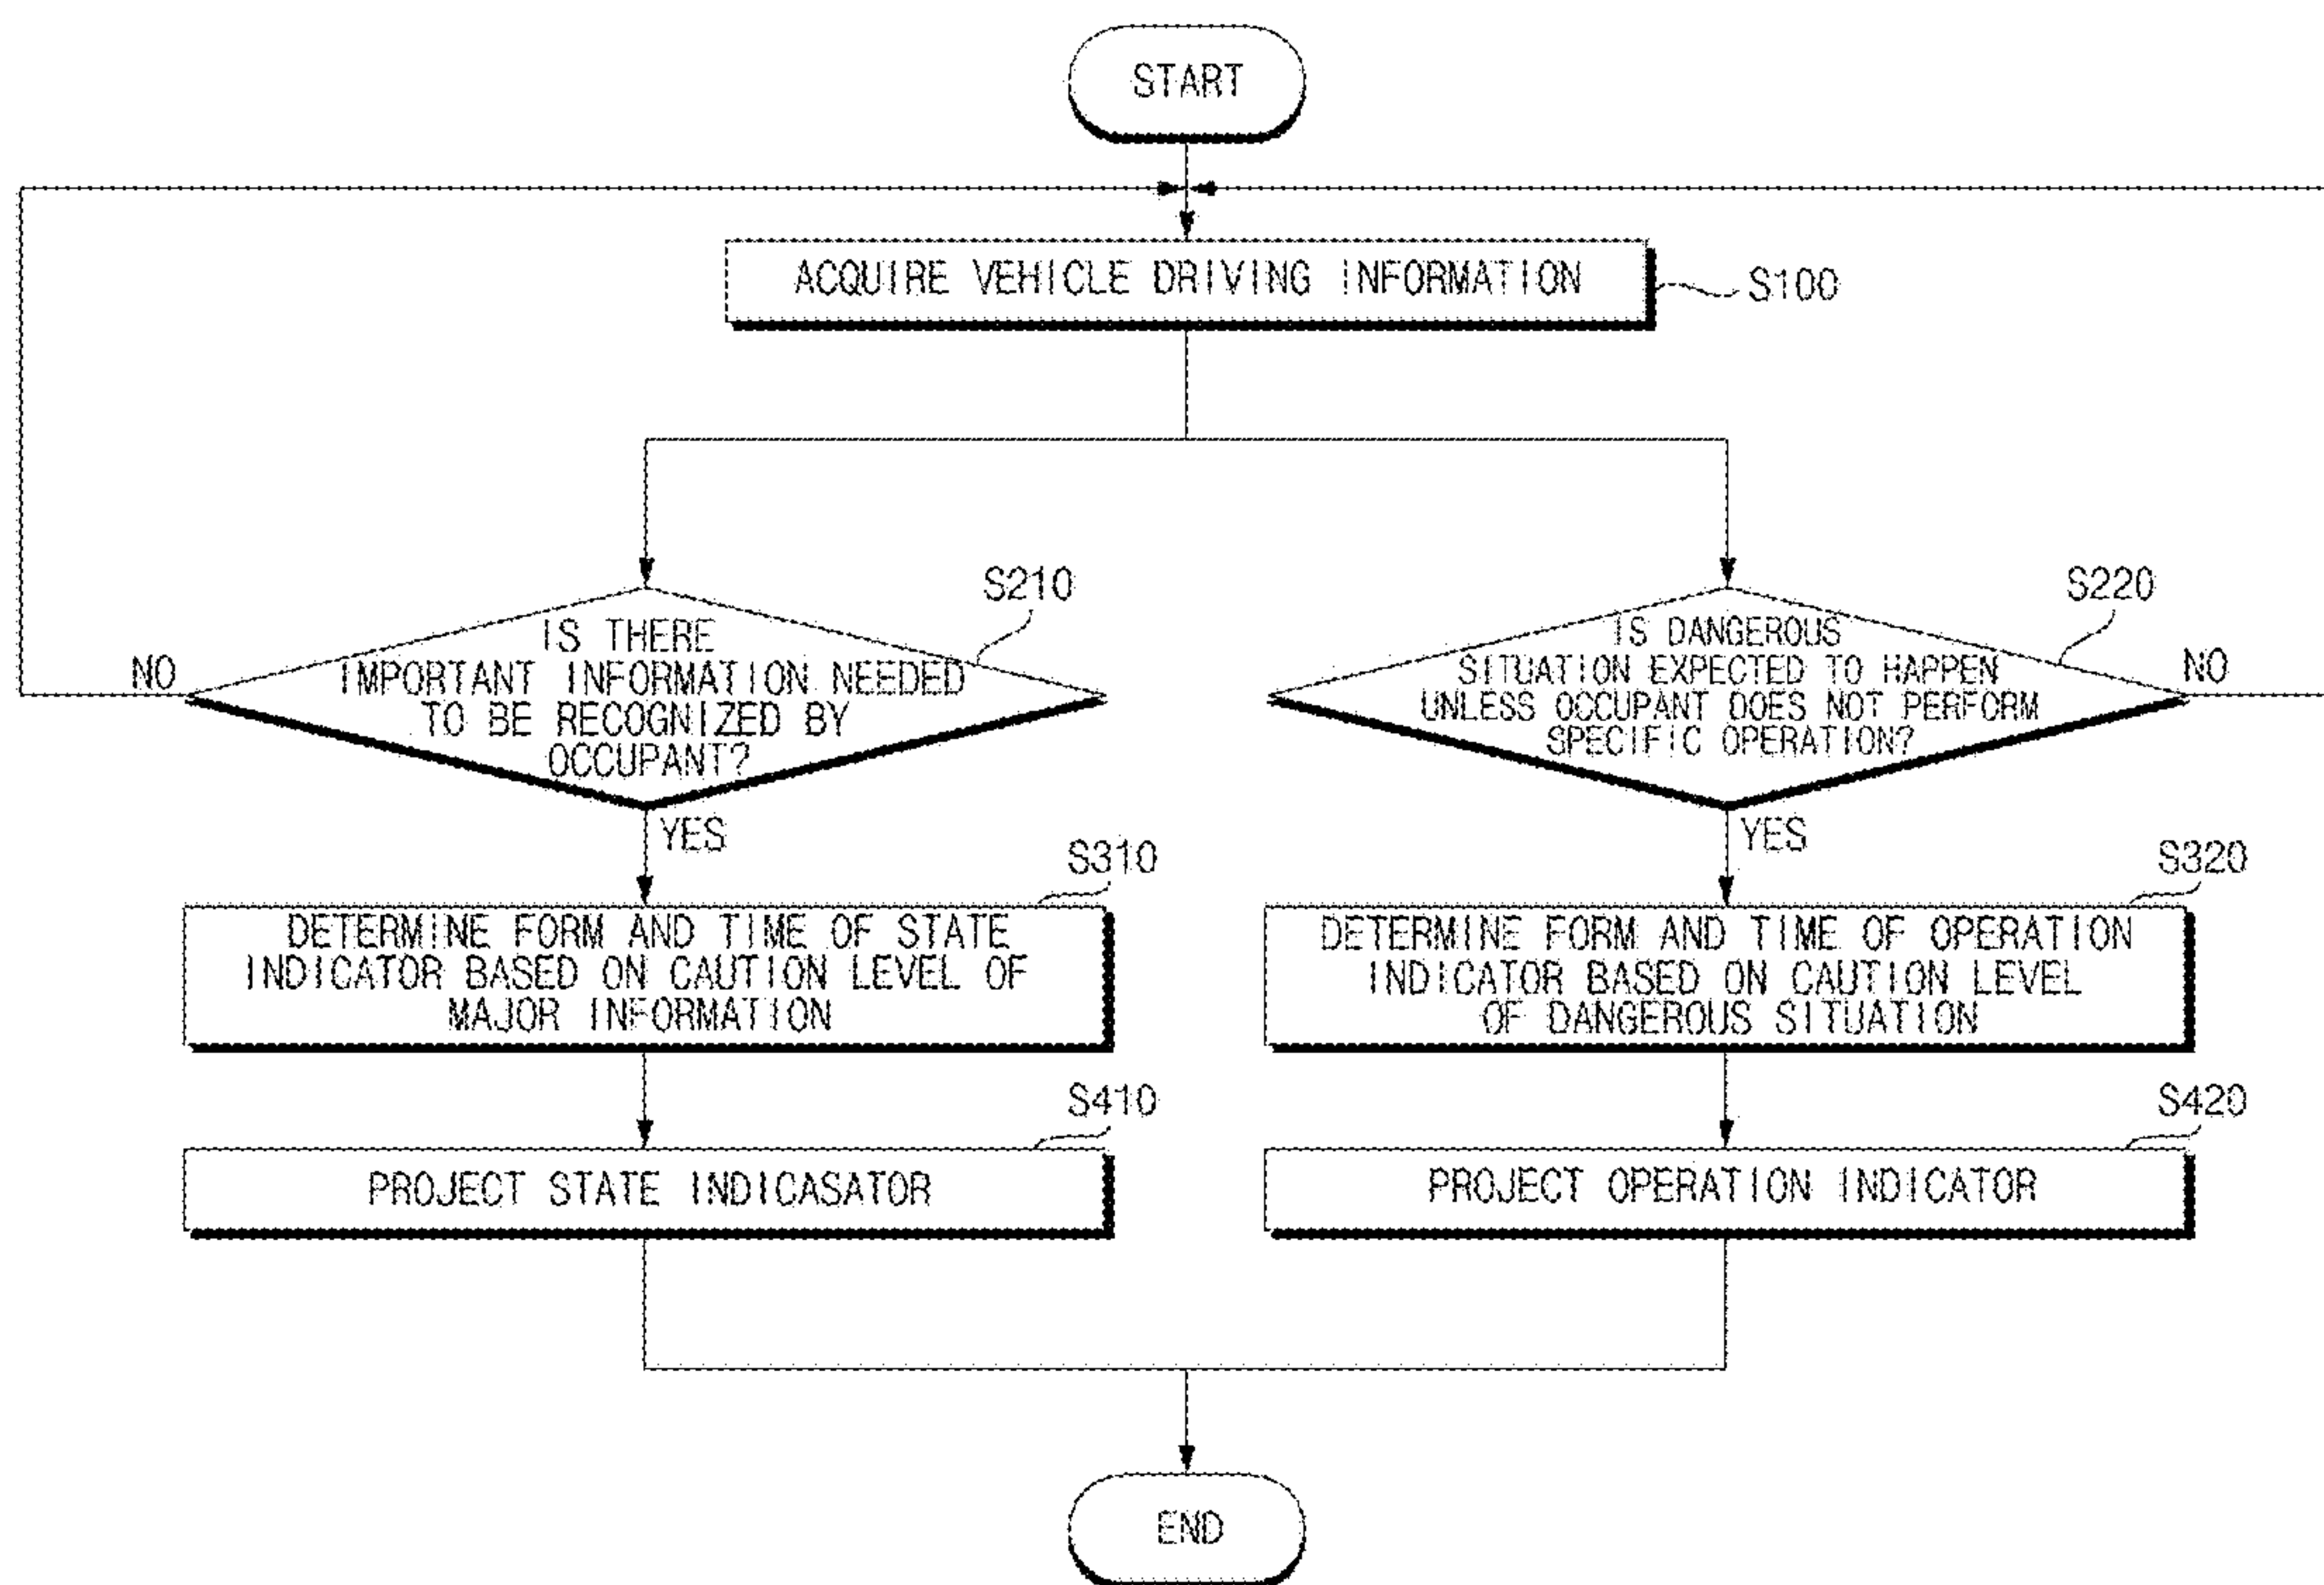 START
ACQUIRE VEHICLE DRIVING INFORMATION
S100
S210
IS THERE
IMPORTANT INFORMATION NEEDED
TO BE RECOGNIZED BY
OCCUPANT?
NO
YES
S220
IS DANGEROUS
SITUATION EXPECTED TO HAPPEN
UNLESS OCCUPANT DOES NOT PERFORM
SPECIFIC OPERATION?
NO
YES
S310
DETERMINE FORM AND TIME OF STATE
INDICATOR BASED ON CAUTION LEVEL OF
MAJOR INFORMATION
S320
DETERMINE FORM AND TIME OF OPERATION
INDICATOR BASED ON CAUTION LEVEL
OF DANGEROUS SITUATION
S410
PROJECT STATE INDICASATOR
S420
PROJECT OPERATION INDICATOR
END